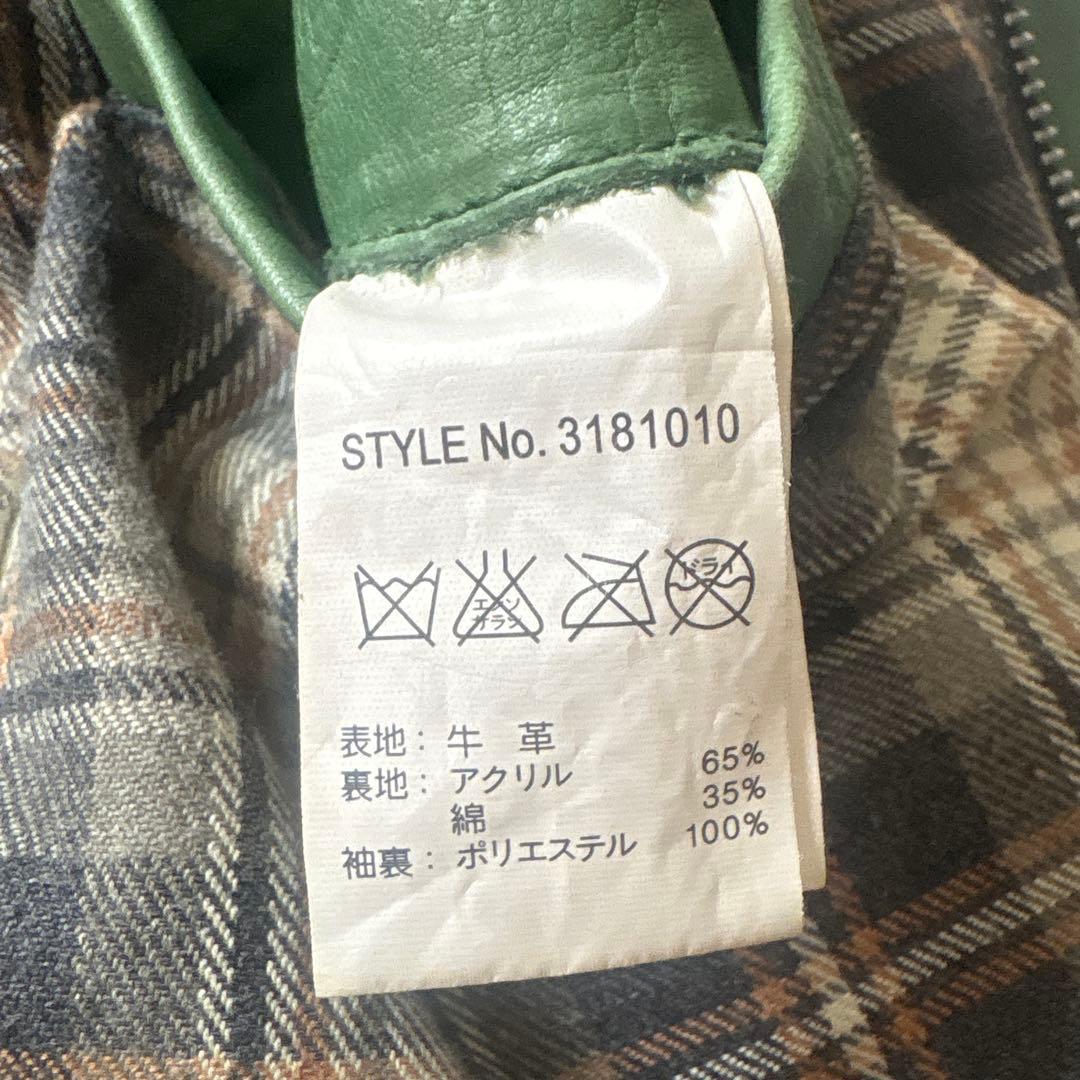 STYLE No. 3181010
エンソ サラシ ドライ
表地： 牛 革
裏地： アクリル 65%
綿 35%
袖裏： ポリエステル 100%